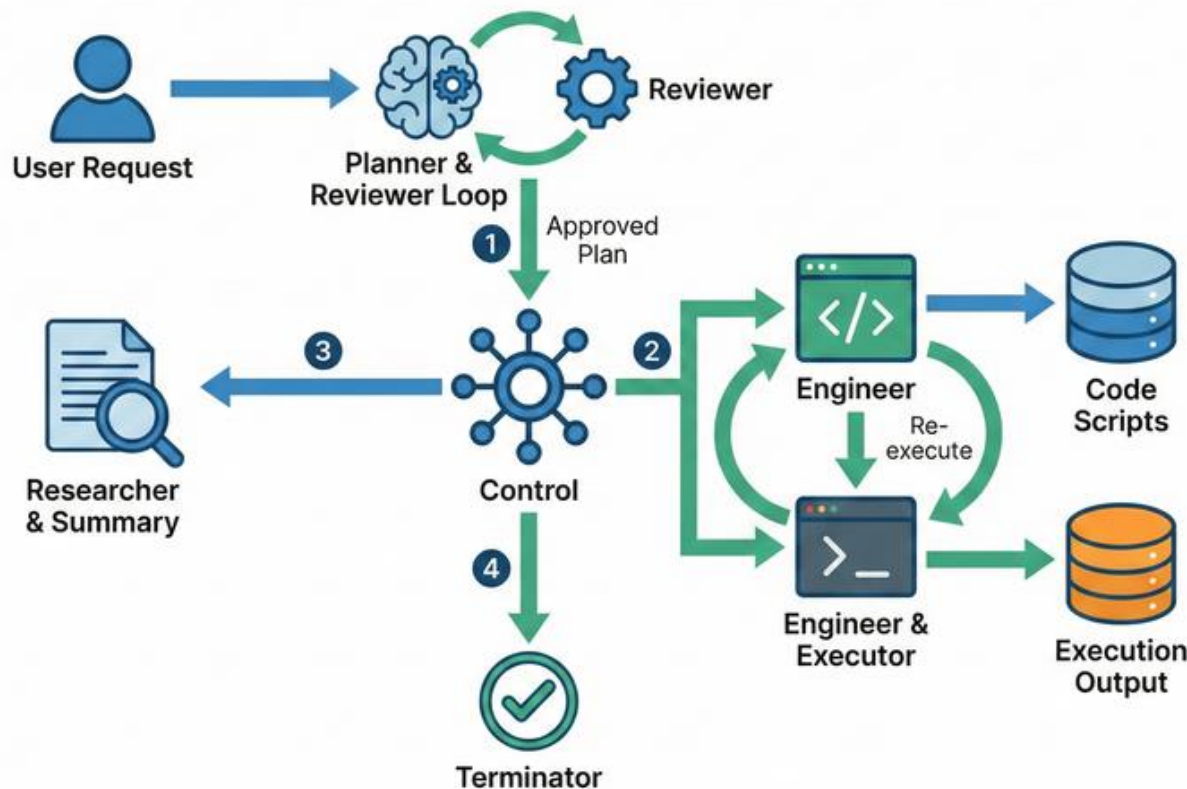 User Request
Planner &
Reviewer Loop
Reviewer
1
Approved
Plan
2
3
Engineer
Code
Scripts
Re-
execute
Researcher
& Summary
Control
4
Engineer &
Executor
Execution
Output
Terminator